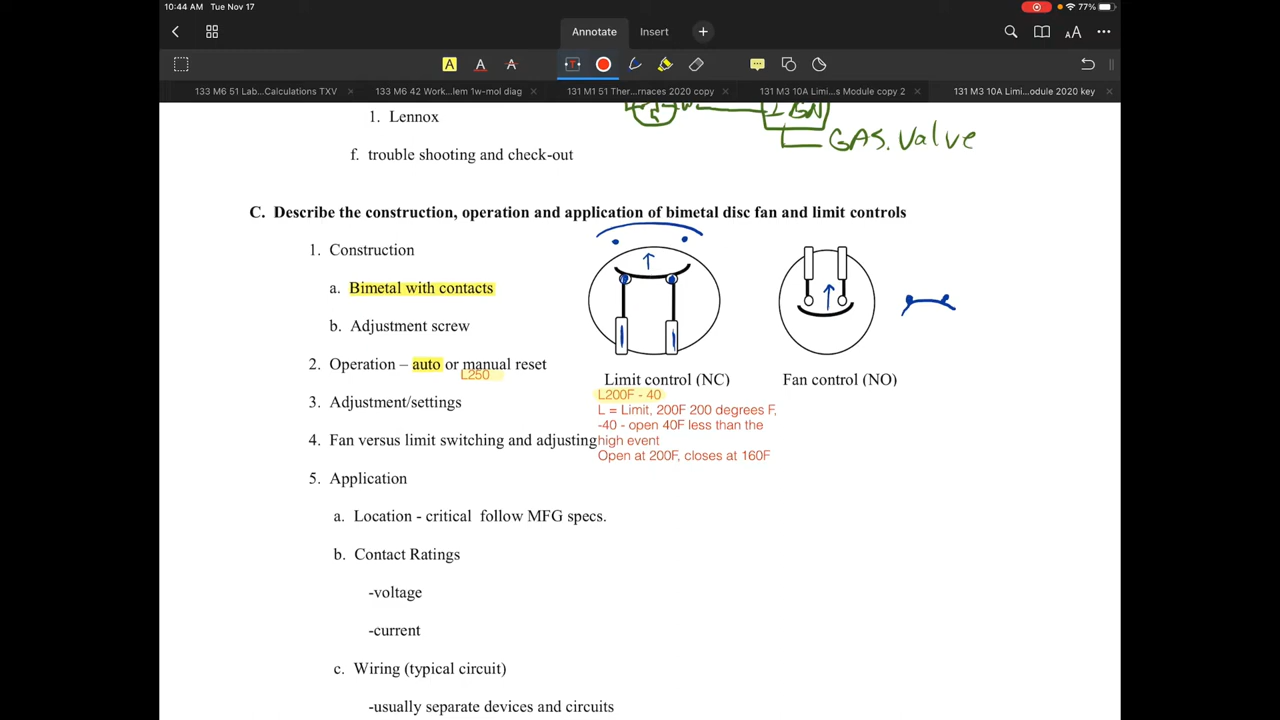 10:44 AM Tue Nov 17
77%
Annotate
Insert
133 M6 51 Lab...Calculations TXV
133 M6 42 Work...lem 1w-mol diag
131 M1 51 Ther...rnaces 2020 copy
131 M3 10A Limi...s Module copy 2
131 M3 10A Lim...odule 2020 key
1. Lennox
IGN
GAS. Valve
f. trouble shooting and check-out
C. Describe the construction, operation and application of bimetal disc fan and limit controls
1. Construction
a. Bimetal with contacts
b. Adjustment screw
2. Operation – auto or manual reset
L250
Limit control (NC)
Fan control (NO)
L200F - 40
L = Limit, 200F 200 degrees F,
-40 - open 40F less than the
high event
Open at 200F, closes at 160F
3. Adjustment/settings
4. Fan versus limit switching and adjusting
5. Application
a. Location - critical follow MFG specs.
b. Contact Ratings
-voltage
-current
c. Wiring (typical circuit)
-usually separate devices and circuits